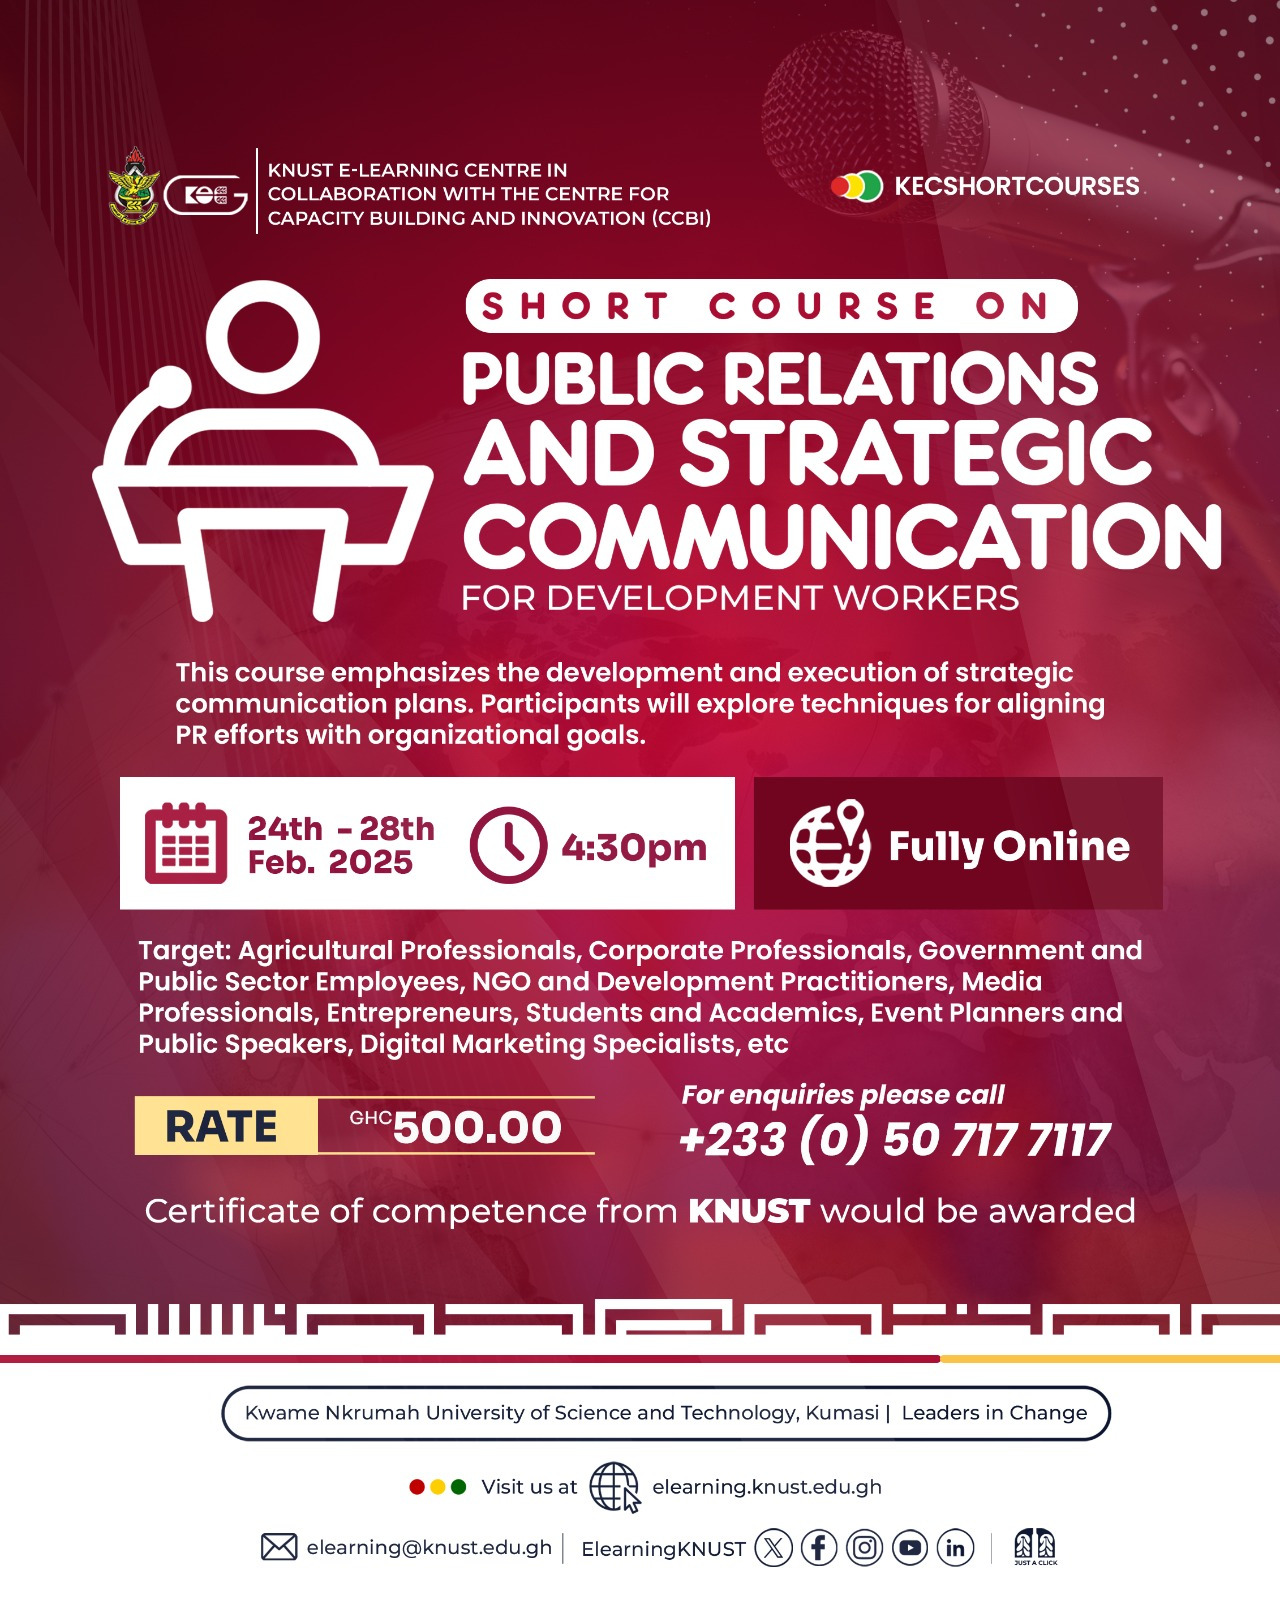 KNUST E-LEARNING CENTRE IN
COLLABORATION WITH THE CENTRE FOR
CAPACITY BUILDING AND INNOVATION (CCBI)
KECSHORTCOURSES
SHORT COURSE ON
PUBLIC RELATIONS
AND STRATEGIC
COMMUNICATION
FOR DEVELOPMENT WORKERS
This course emphasizes the development and execution of strategic
communication plans. Participants will explore techniques for aligning
PR efforts with organizational goals.
24th - 28th
Feb. 2025
4:30pm
Fully Online
Target: Agricultural Professionals, Corporate Professionals, Government and
Public Sector Employees, NGO and Development Practitioners, Media
Professionals, Entrepreneurs, Students and Academics, Event Planners and
Public Speakers, Digital Marketing Specialists, etc
RATE GHC500.00
For enquiries please call
+233 (0) 50 717 7117
Certificate of competence from KNUST would be awarded
Kwame Nkrumah University of Science and Technology, Kumasi | Leaders in Change
Visit us at elearning.knust.edu.gh
elearning@knust.edu.gh | ElearningKNUST
JUST A CLICK